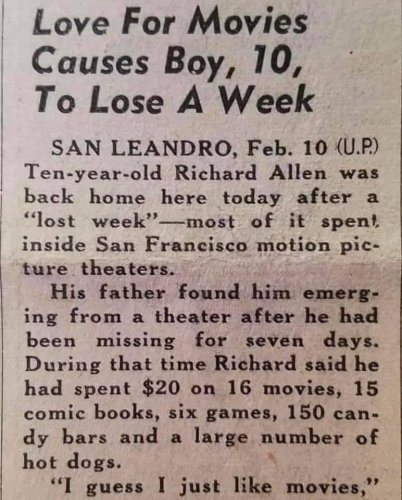 Love For Movies
Causes Boy, 10,
To Lose A Week
SAN LEANDRO, Feb. 10 (U.P.)
Ten-year-old Richard Allen was
back home here today after a
"lost week"—most of it spent
inside San Francisco motion pic-
ture theaters.
His father found him emerg-
ing from a theater after he had
been missing for seven days.
During that time Richard said he
had spent $20 on 16 movies, 15
comic books, six games, 150 can-
dy bars and a large number of
hot dogs.
"I guess I just like movies,"